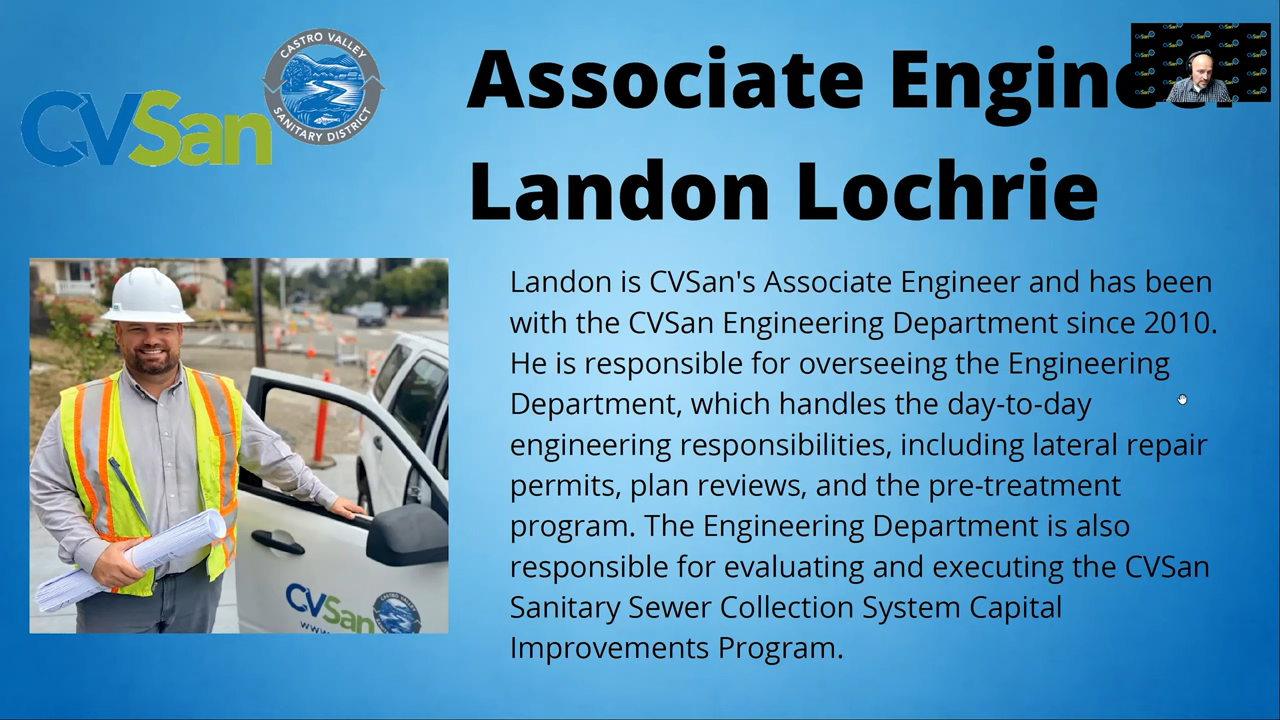 CASTRO VALLEY
SANITARY DISTRICT
CVSan
Associate Engine
Landon Lochrie
Landon is CVSan's Associate Engineer and has been
with the CVSan Engineering Department since 2010.
He is responsible for overseeing the Engineering
Department, which handles the day-to-day
engineering responsibilities, including lateral repair
permits, plan reviews, and the pre-treatment
program. The Engineering Department is also
responsible for evaluating and executing the CVSan
Sanitary Sewer Collection System Capital
Improvements Program.
CVSan
www.